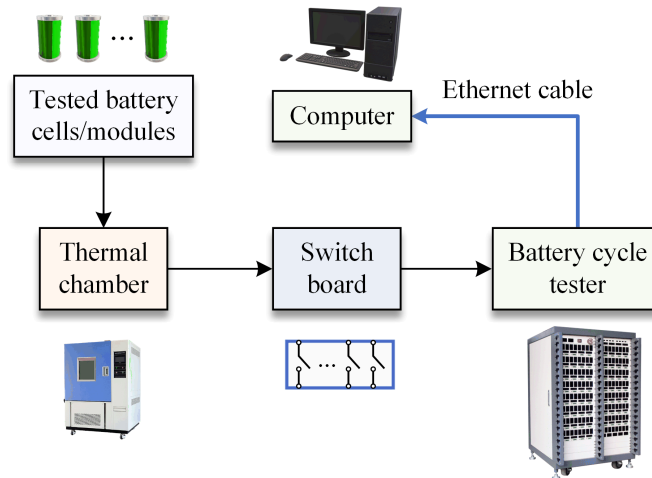 Tested battery
cells/modules
Computer
Ethernet cable
Thermal
chamber
Switch
board
Battery cycle
tester